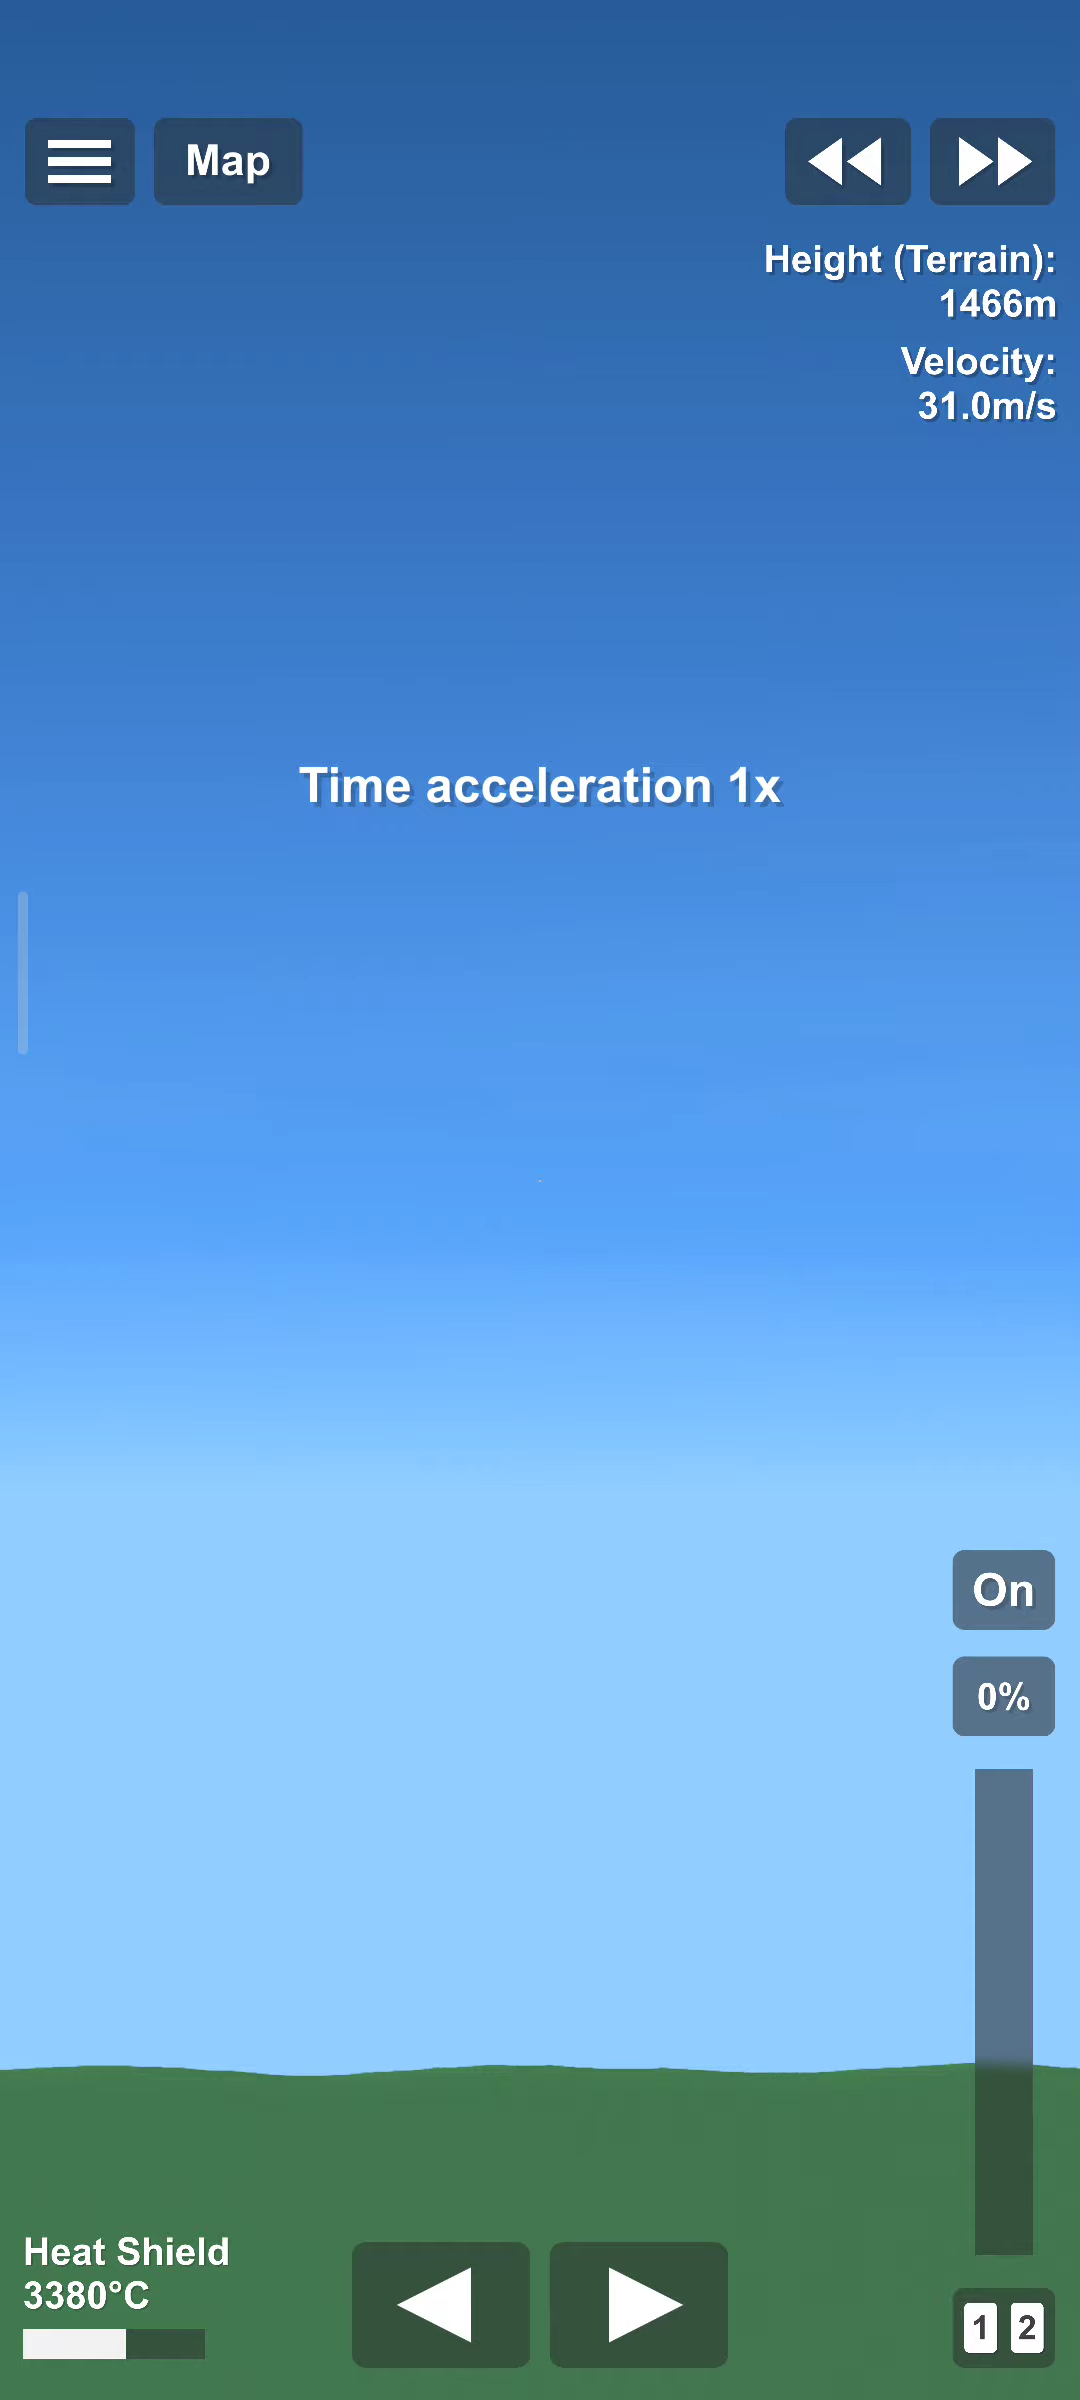 Map
Height (Terrain):
1466m
Velocity:
31.0m/s
Time acceleration 1x
On
0%
Heat Shield
3380°C
1 2